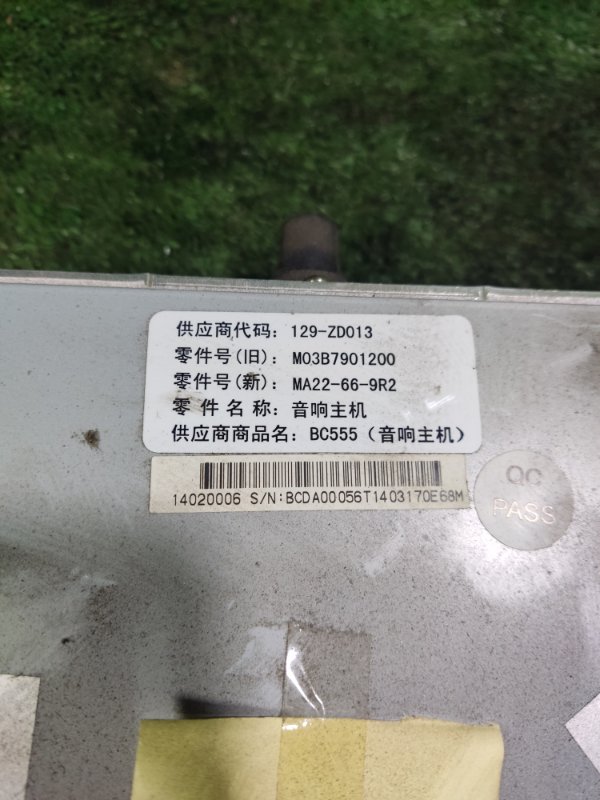 供应商代码：129-ZD013
零件号(旧)：M03B7901200
零件号(新)：MA22-66-9R2
零 件 名 称：音响主机
供应商商品名：BC555（音响主机）
14020006 S/N:BCDA00056T1403170E68M
QC
PASS